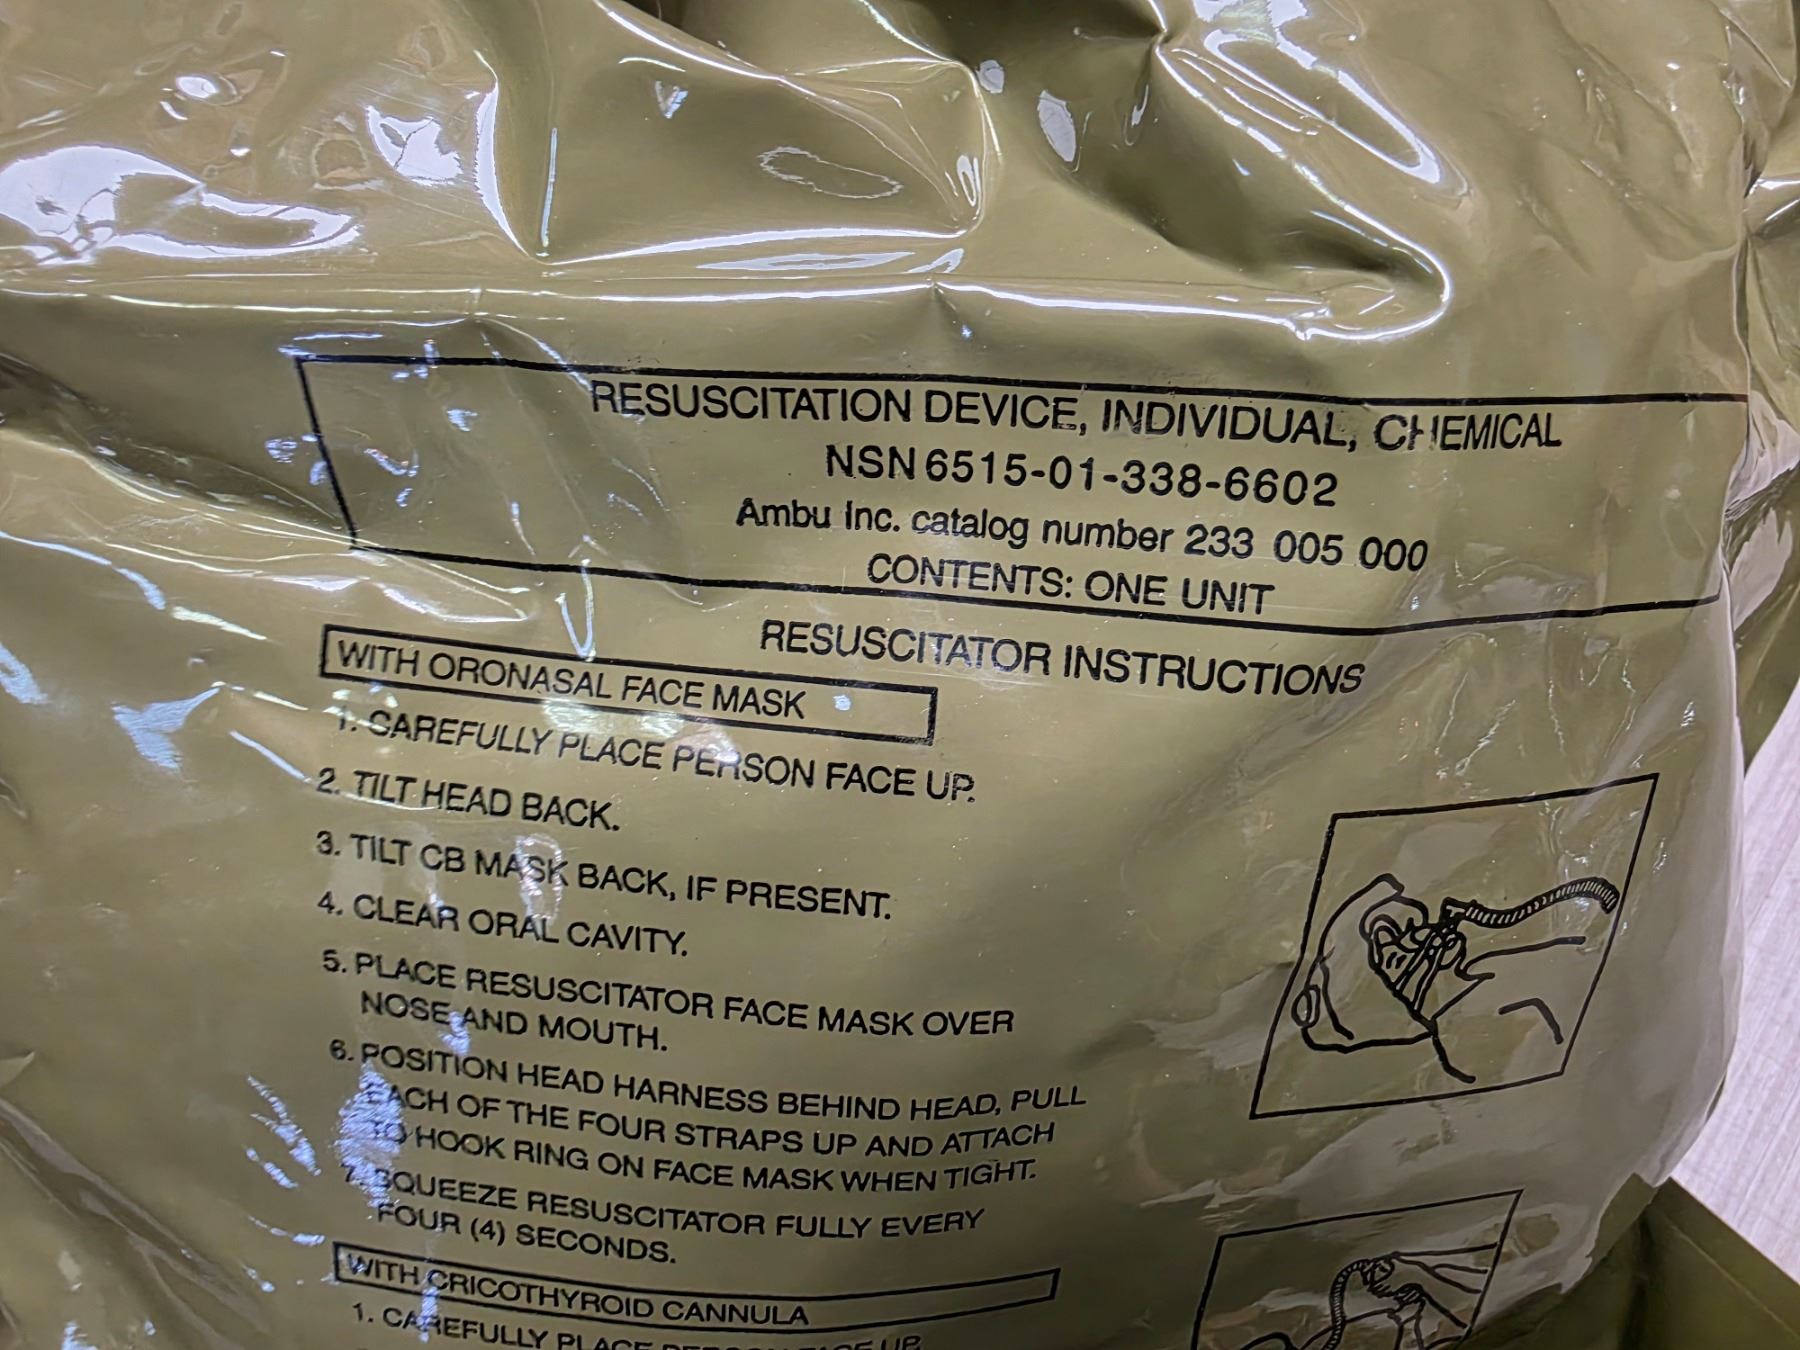 RESUSCITATION DEVICE, INDIVIDUAL, CHEMICAL
NSN 6515-01-338-6602
Ambu Inc. catalog number 233 005 000
CONTENTS: ONE UNIT
RESUSCITATOR INSTRUCTIONS
WITH ORONASAL FACE MASK
1. CAREFULLY PLACE PERSON FACE UP.
2. TILT HEAD BACK.
3. TILT CB MASK BACK, IF PRESENT.
4. CLEAR ORAL CAVITY.
5. PLACE RESUSCITATOR FACE MASK OVER
NOSE AND MOUTH.
6. POSITION HEAD HARNESS BEHIND HEAD, PULL
EACH OF THE FOUR STRAPS UP AND ATTACH
TO HOOK RING ON FACE MASK WHEN TIGHT.
7. SQUEEZE RESUSCITATOR FULLY EVERY
FOUR (4) SECONDS.
WITH CRICOTHYROID CANNULA
1. CAREFULLY PLACE PERSON FACE UP